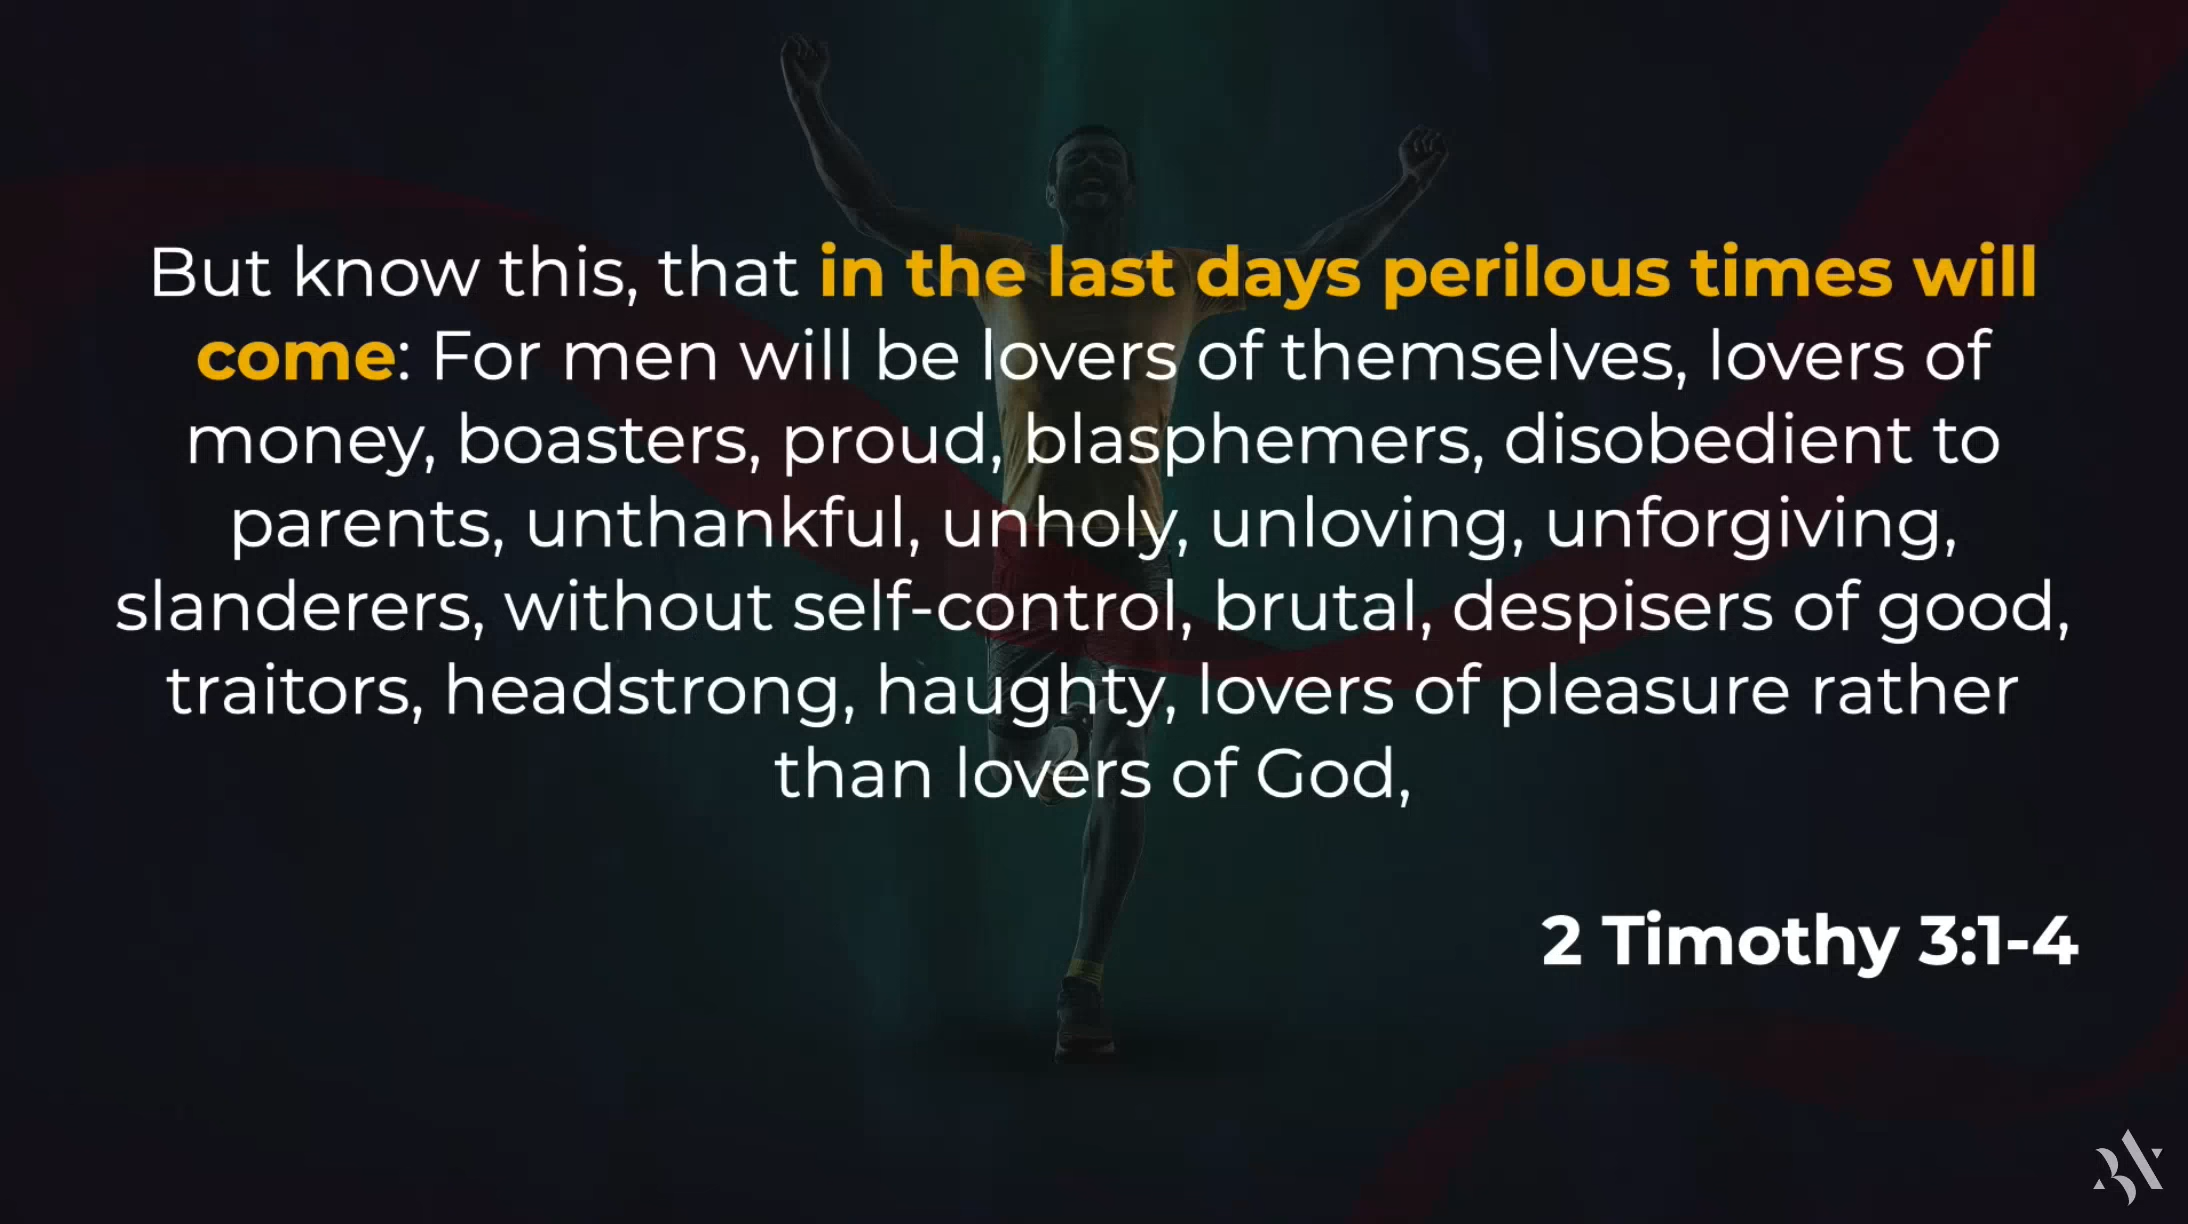 But know this, that in the last days perilous times will
come: For men will be lovers of themselves, lovers of
money, boasters, proud, blasphemers, disobedient to
parents, unthankful, unholy, unloving, unforgiving,
slanderers, without self-control, brutal, despisers of good,
traitors, headstrong, haughty, lovers of pleasure rather
than lovers of God,
2 Timothy 3:1-4